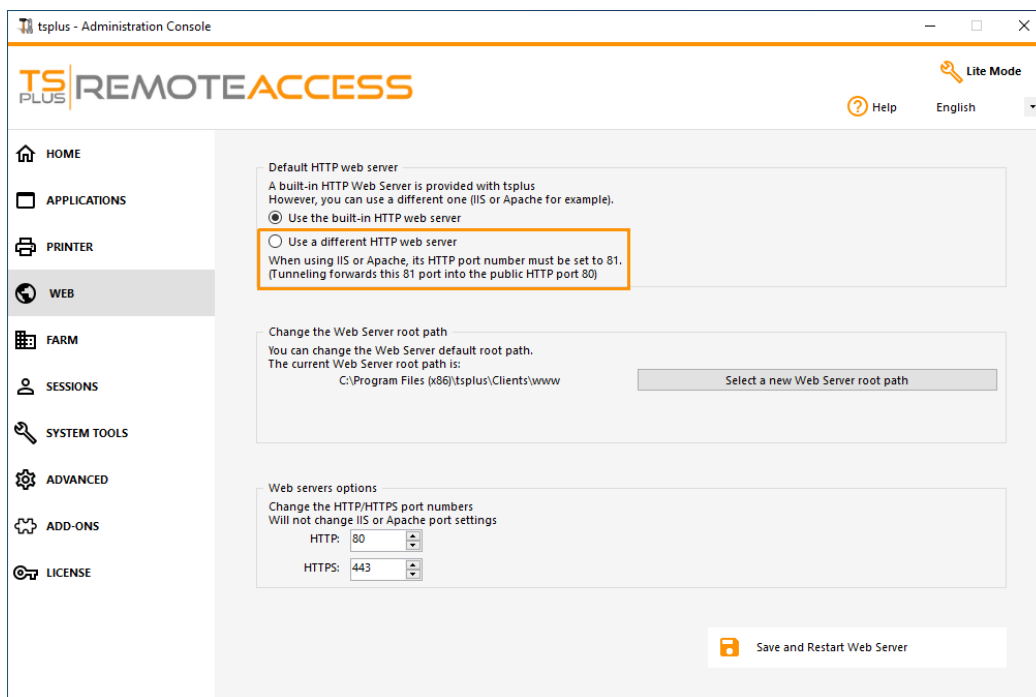 tsplus - Administration Console
TS PLUS REMOTEACCESS
Lite Mode
Help
English
HOME
APPLICATIONS
PRINTER
WEB
FARM
SESSIONS
SYSTEM TOOLS
ADVANCED
ADD-ONS
LICENSE
Default HTTP web server
A built-in HTTP Web Server is provided with tsplus
However, you can use a different one (IIS or Apache for example).
Use the built-in HTTP web server
Use a different HTTP web server
When using IIS or Apache, its HTTP port number must be set to 81.
(Tunneling forwards this 81 port into the public HTTP port 80)
Change the Web Server root path
You can change the Web Server default root path.
The current Web Server root path is:
C:\Program Files (x86)\tsplus\Clients\www
Select a new Web Server root path
Web servers options
Change the HTTP/HTTPS port numbers
Will not change IIS or Apache port settings
HTTP: 80
HTTPS: 443
Save and Restart Web Server